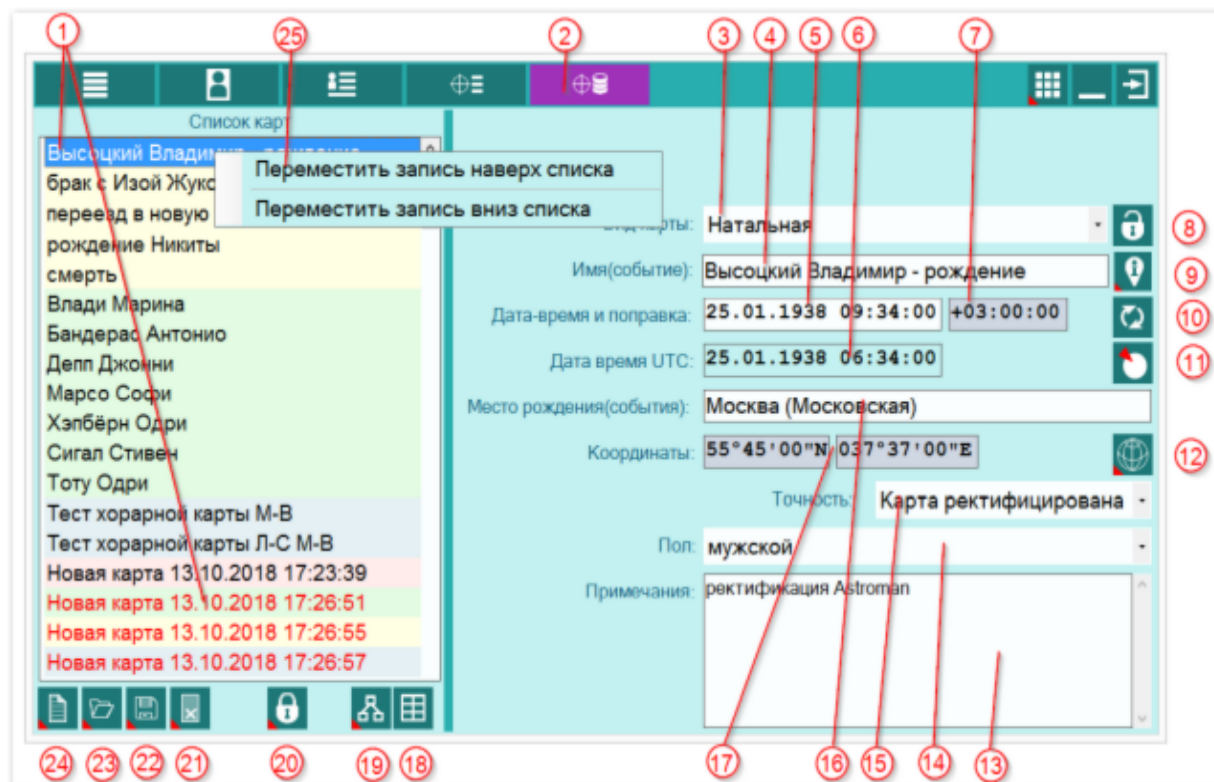 1 25 2 3 4 5 6 7
Список карт
Высоцкий Владимир - рождение
брак с Изой Жуко
переезд в новую
рождение Никиты
смерть
Влади Марина
Бандерас Антонио
Депп Джонни
Марсо Софи
Хэпбёрн Одри
Сигал Стивен
Тоту Одри
Тест хорарной карты М-В
Тест хорарной карты Л-С М-В
Новая карта 13.10.2018 17:23:39
Новая карта 13.10.2018 17:26:51
Новая карта 13.10.2018 17:26:55
Новая карта 13.10.2018 17:26:57
Переместить запись наверх списка
Переместить запись вниз списка
Вид карты: Натальная 8
Имя(событие): Высоцкий Владимир - рождение 9
Дата-время и поправка: 25.01.1938 09:34:00 +03:00:00 10
Дата время UTC: 25.01.1938 06:34:00 11
Место рождения(события): Москва (Московская)
Координаты: 55°45'00"N 037°37'00"E 12
Точность: Карта ректифицирована
Пол: мужской
Примечания: ректификация Astroman
24 23 22 21 20 19 18 17 16 15 14 13